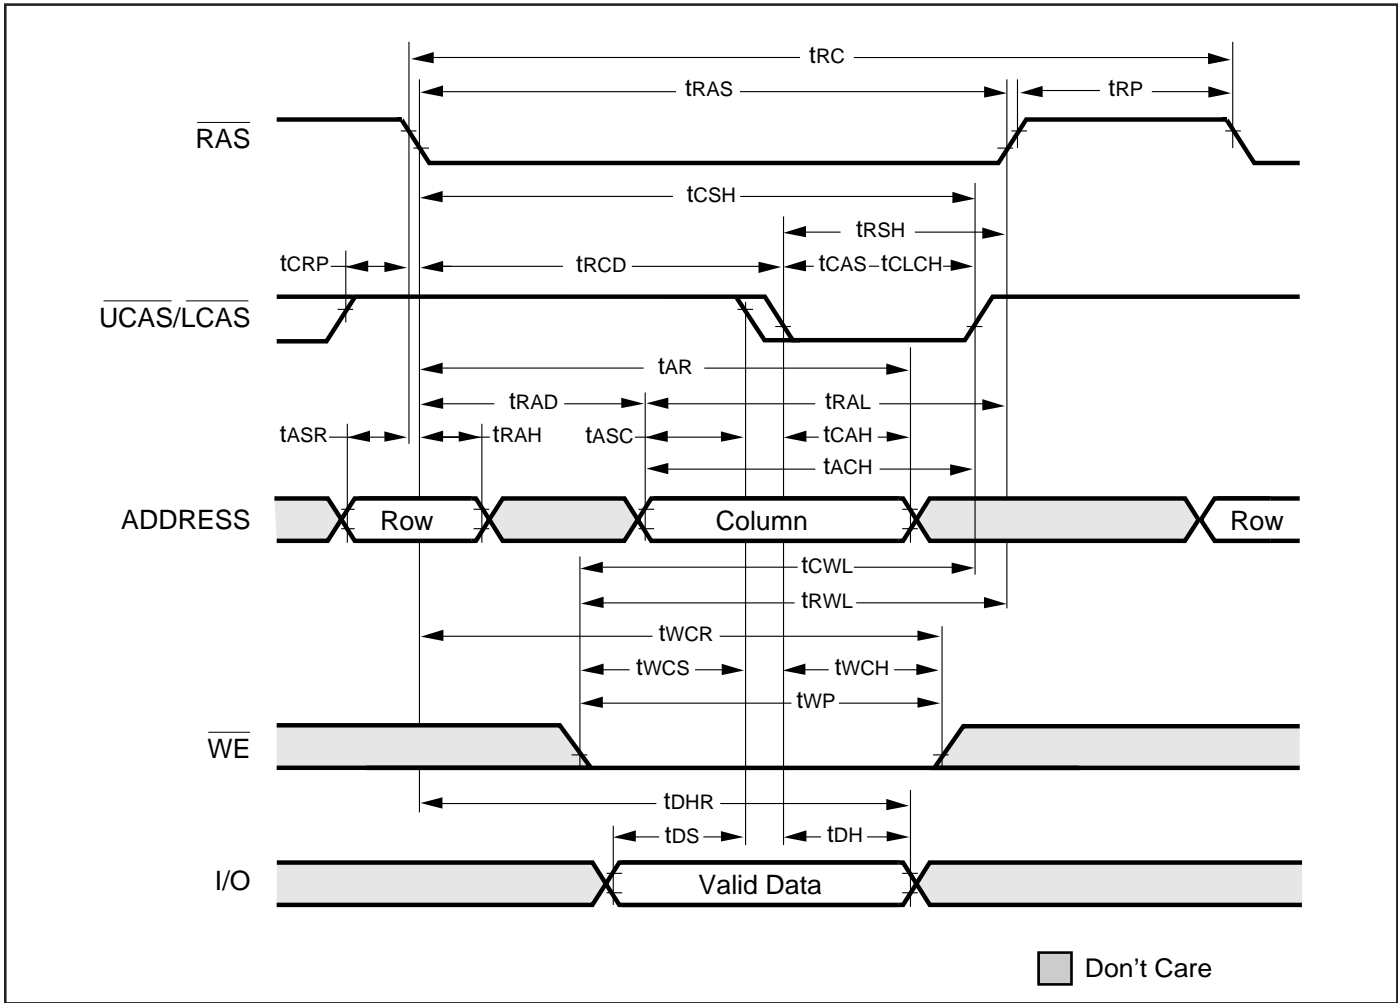 tRC
tRAS
tRP
RAS
tCSH
tRSH
tCRP
tRCD
tCAS
tCLCH
UCAS/LCAS
tAR
tRAD
tRAL
tASR
tRAH
tASC
tCAH
tACH
ADDRESS
Row
Column
Row
tCWL
tRWL
tWCR
tWCS
tWCH
tWP
WE
tDHR
tDS
tDH
I/O
Valid Data
Don't Care